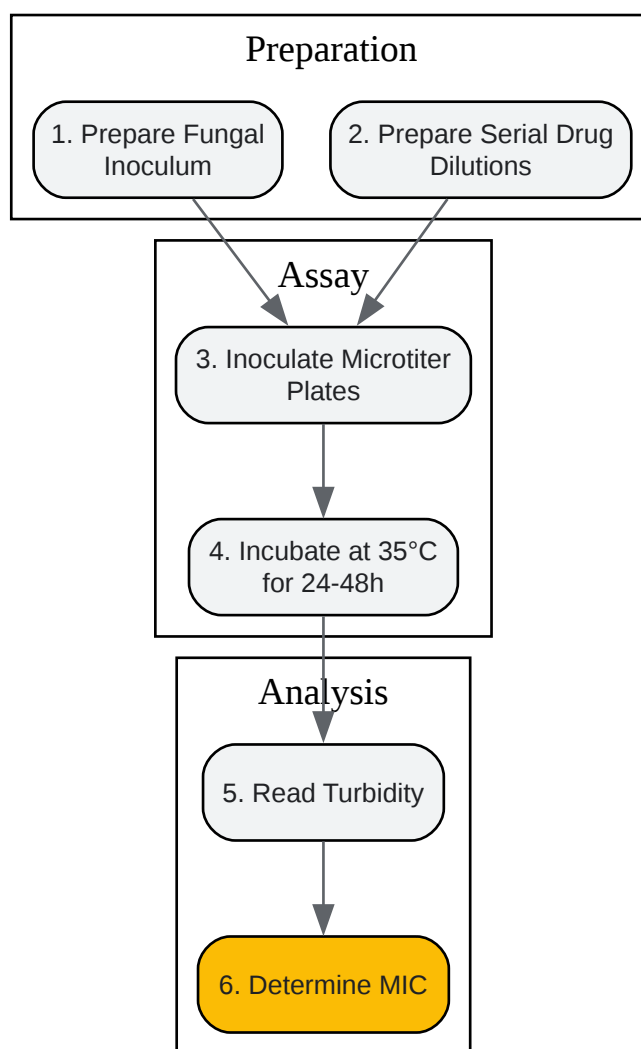 Preparation
1. Prepare Fungal
Inoculum
2. Prepare Serial Drug
Dilutions
Assay
3. Inoculate Microtiter
Plates
4. Incubate at 35°C
for 24-48h
Analysis
5. Read Turbidity
6. Determine MIC